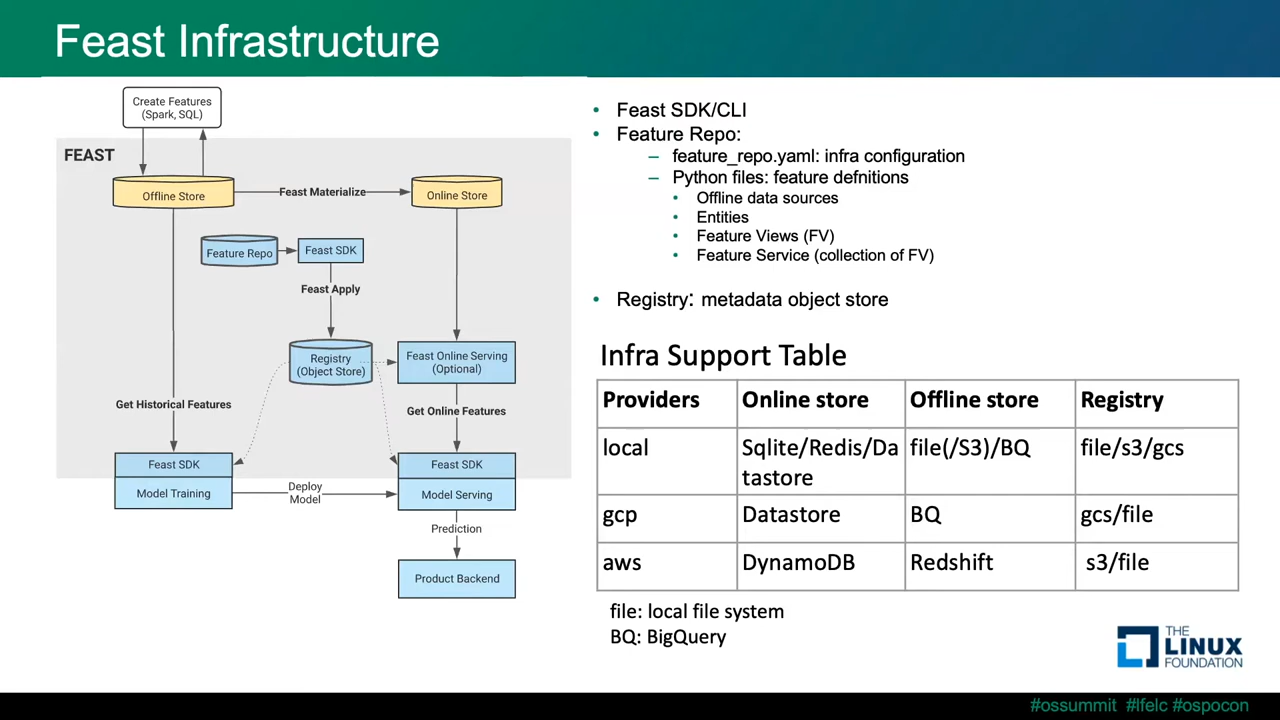 Feast Infrastructure
Create Features
(Spark, SQL)
FEAST
Offline Store
Feast Materialize
Online Store
Feature Repo
Feast SDK
Feast Apply
Registry
(Object Store)
Feast Online Serving
(Optional)
Get Historical Features
Get Online Features
Feast SDK
Model Training
Deploy
Model
Feast SDK
Model Serving
Prediction
Product Backend
• Feast SDK/CLI
• Feature Repo:
– feature_repo.yaml: infra configuration
– Python files: feature defnitions
• Offline data sources
• Entities
• Feature Views (FV)
• Feature Service (collection of FV)
• Registry: metadata object store
Infra Support Table
Providers Online store Offline store Registry
local Sqlite/Redis/Da file(/S3)/BQ file/s3/gcs
tastore
gcp Datastore BQ gcs/file
aws DynamoDB Redshift s3/file
file: local file system
BQ: BigQuery
THE
LINUX
FOUNDATION
#ossummit #lfelc #ospocon